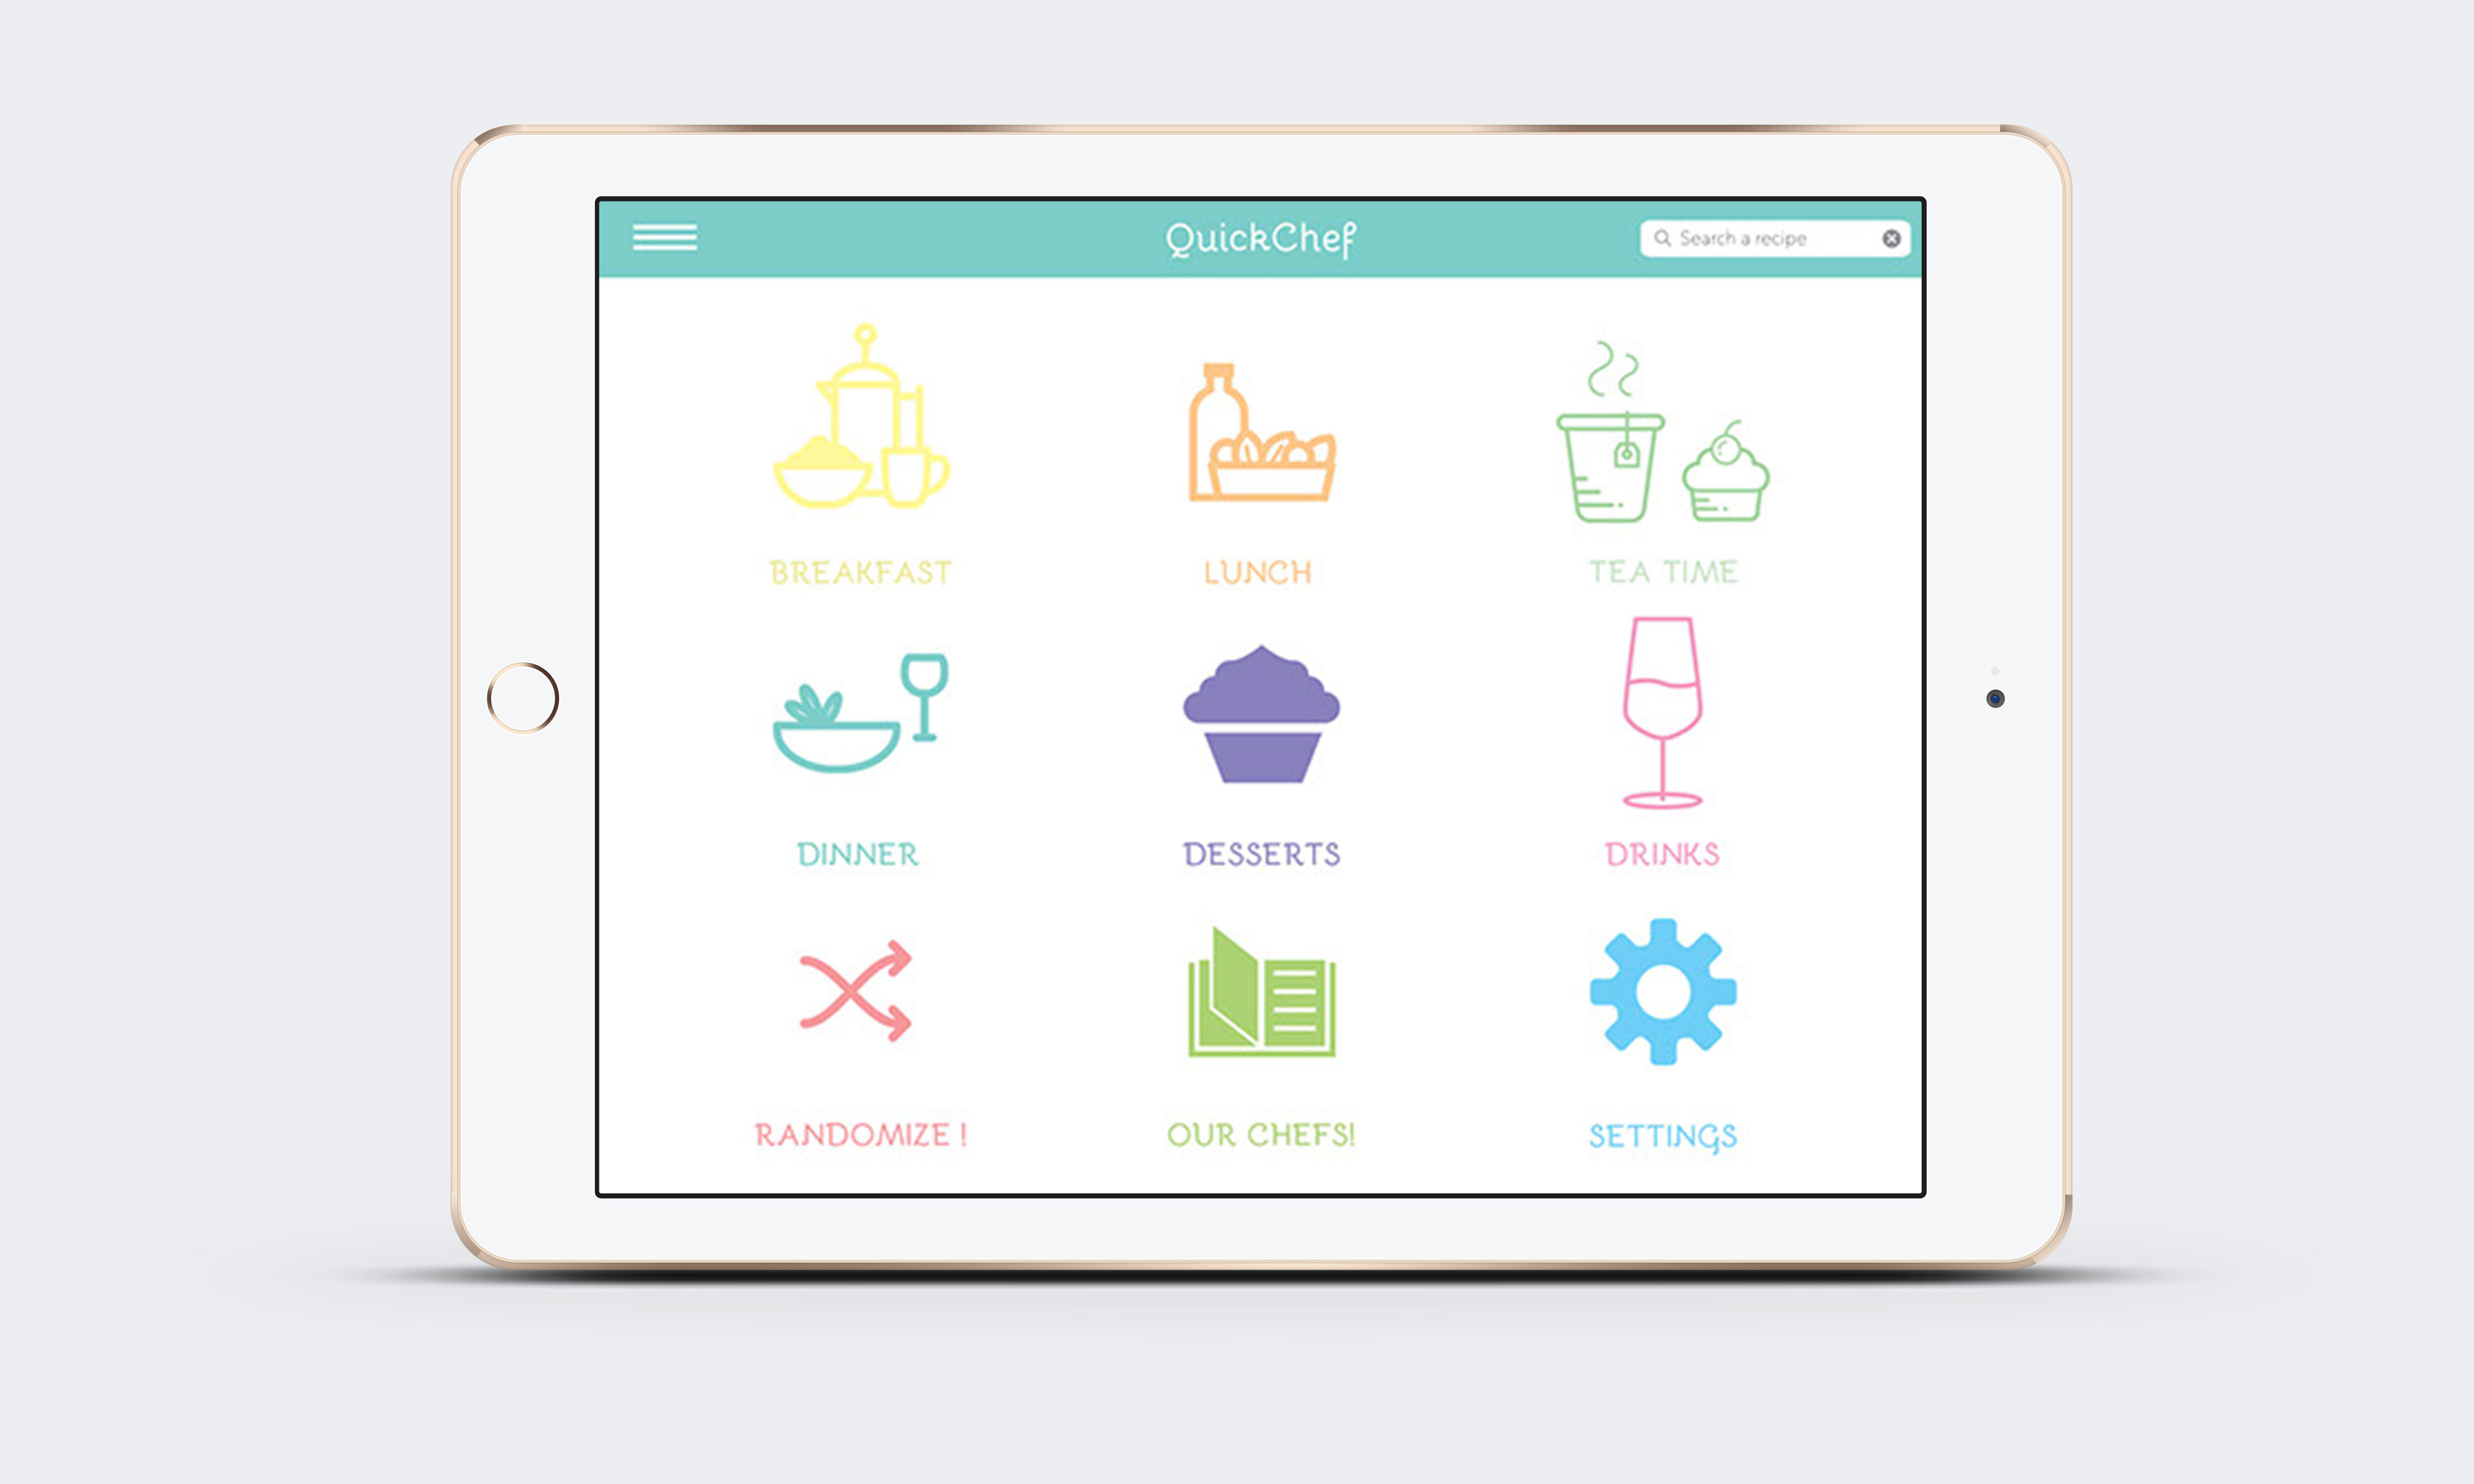 QuickChef
Search a recipe
BREAKFAST
LUNCH
TEA TIME
DINNER
DESSERTS
DRINKS
RANDOMIZE !
OUR CHEFS!
SETTINGS